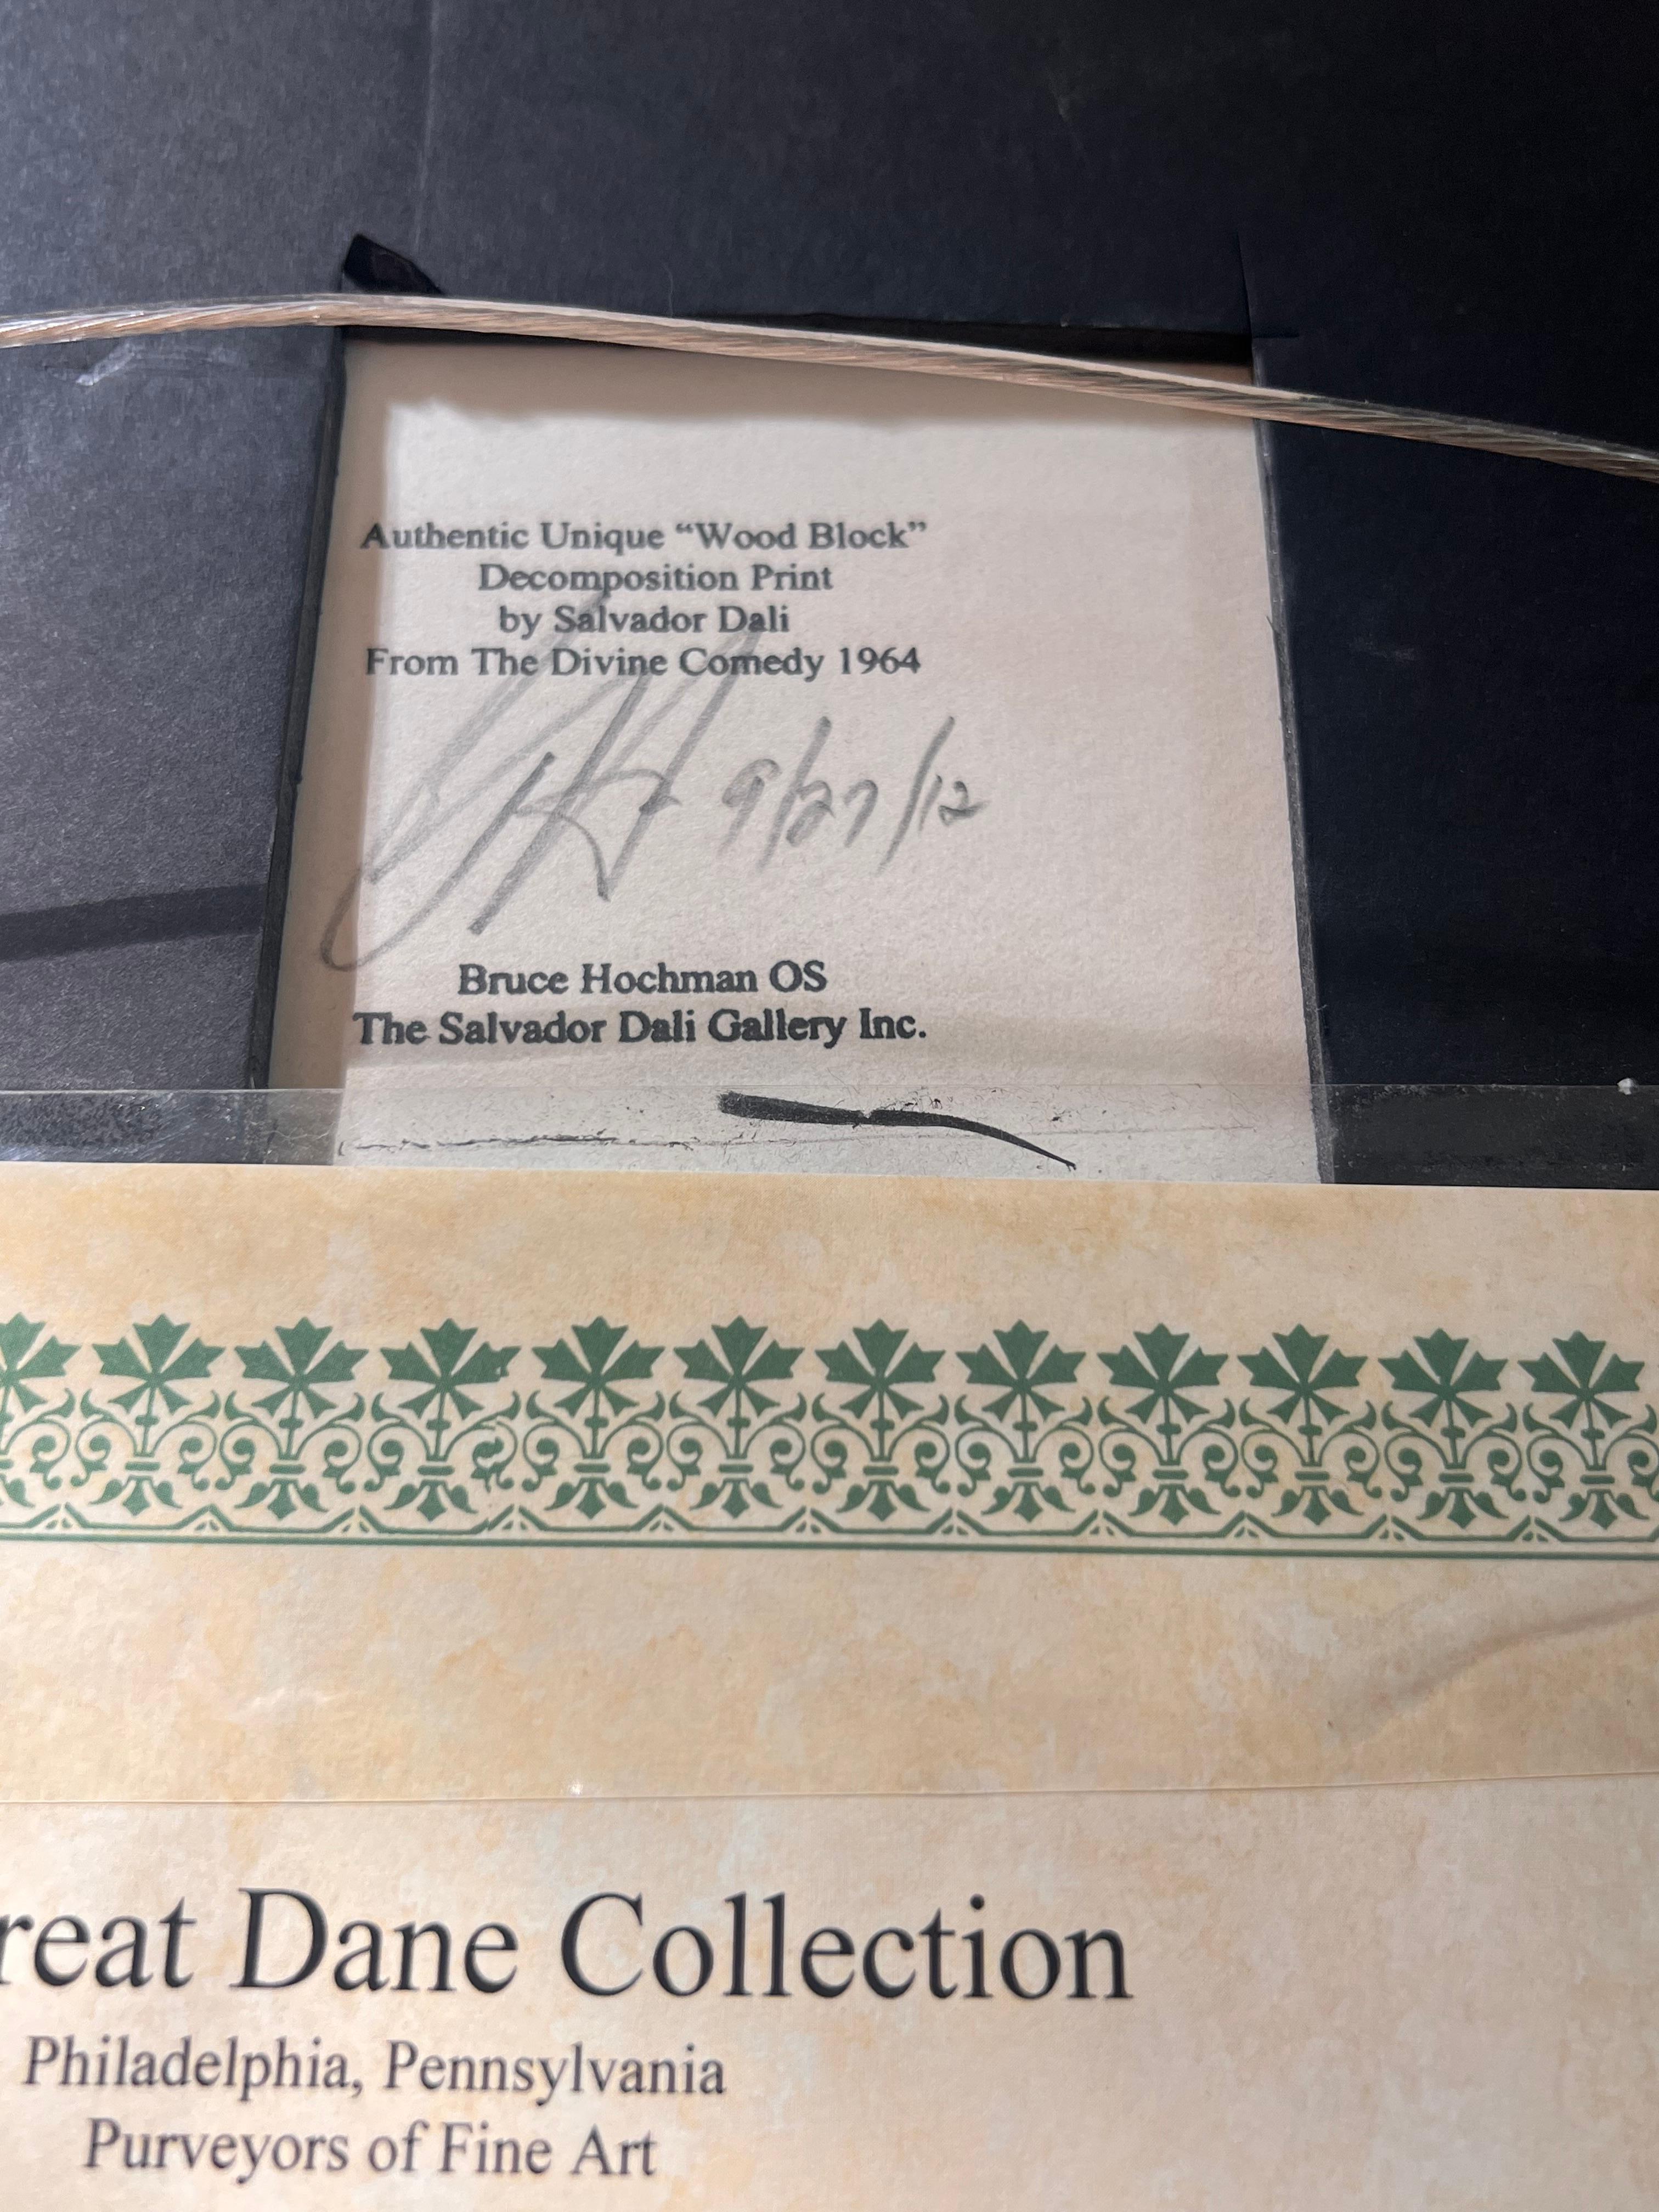 Authentic Unique “Wood Block”
Decomposition Print
by Salvador Dali
From The Divine Comedy 1964
9/27/12
Bruce Hochman OS
The Salvador Dali Gallery Inc.
reat Dane Collection
Philadelphia, Pennsylvania
Purveyors of Fine Art